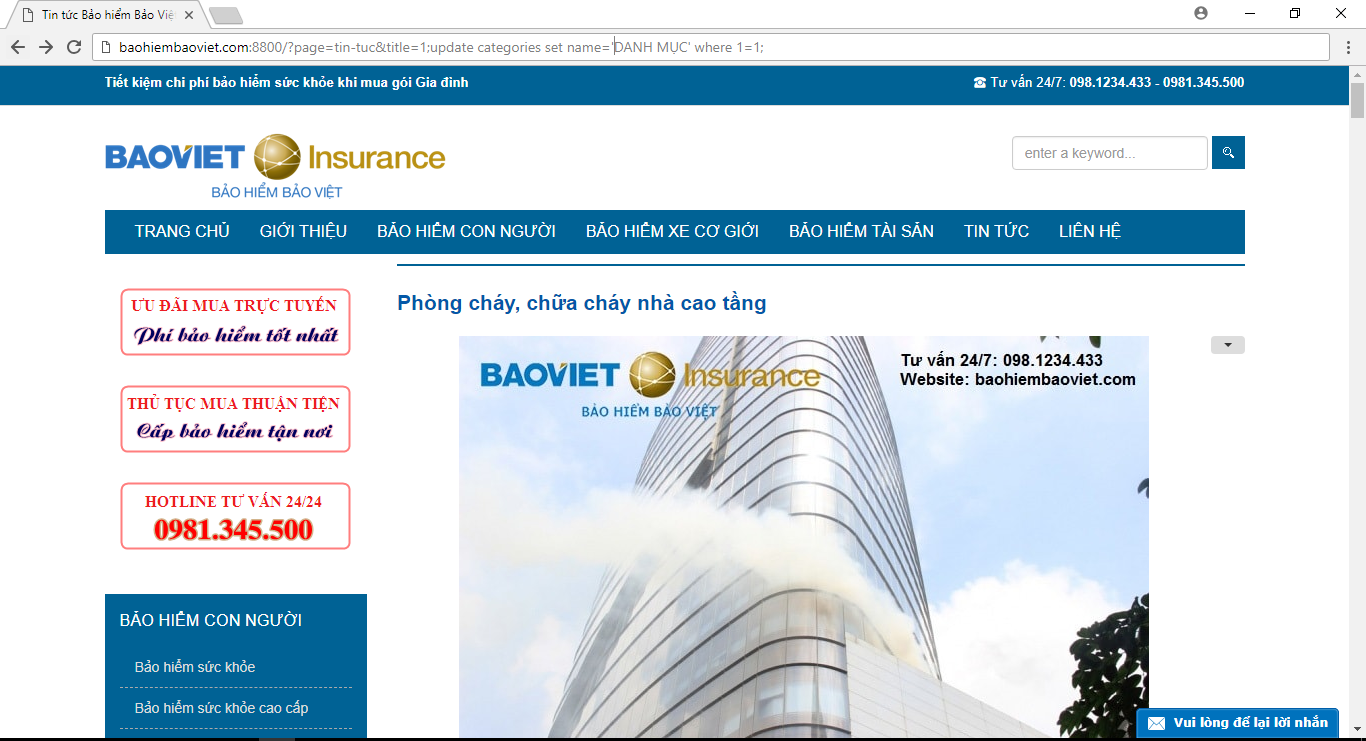 Tin tức Bảo hiểm Bảo Việ
baohiembaoviet.com:8800/?page=tin-tuc&title=1;update categories set name='DANH MỤC' where 1=1;
Tiết kiệm chi phí bảo hiểm sức khỏe khi mua gói Gia đình
Tư vấn 24/7: 098.1234.433 - 0981.345.500
BAOVIET Insurance
BẢO HIỂM BẢO VIỆT
enter a keyword...
TRANG CHỦ GIỚI THIỆU BẢO HIỂM CON NGƯỜI BẢO HIỂM XE CƠ GIỚI BẢO HIỂM TÀI SẢN TIN TỨC LIÊN HỆ
ƯU ĐÃI MUA TRỰC TUYẾN
Phí bảo hiểm tốt nhất
THỦ TỤC MUA THUẬN TIỆN
Cấp bảo hiểm tận nơi
HOTLINE TƯ VẤN 24/24
0981.345.500
BẢO HIỂM CON NGƯỜI
Bảo hiểm sức khỏe
Bảo hiểm sức khỏe cao cấp
Phòng cháy, chữa cháy nhà cao tầng
BAOVIET Insurance
BẢO HIỂM BẢO VIỆT
Tư vấn 24/7: 098.1234.433
Website: baohiembaoviet.com
Vui lòng để lại lời nhắn